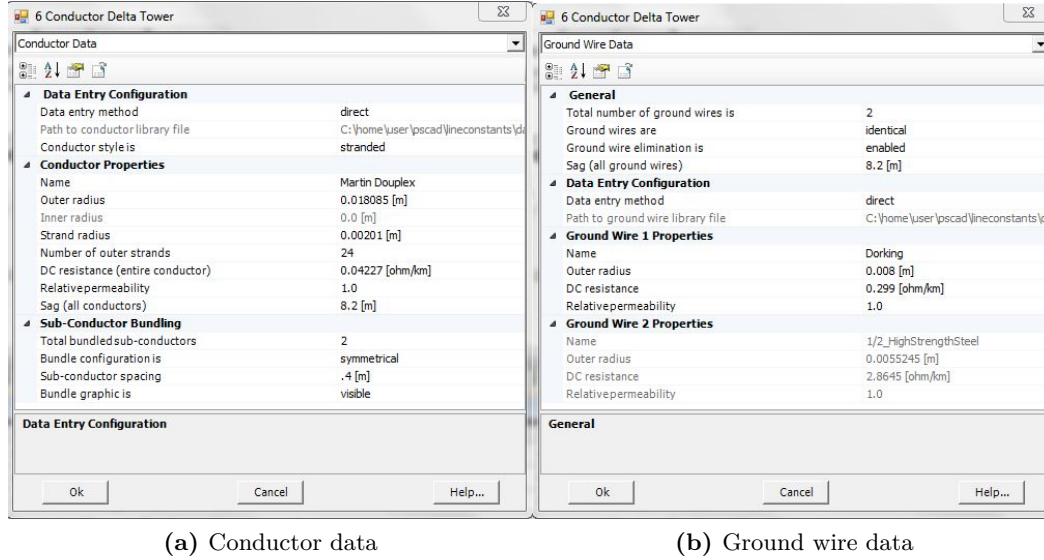 6 Conductor Delta Tower
Conductor Data
Data Entry Configuration
Data entry method direct
Path to conductor library file C:\home\user\pscad\lineconstants\da
Conductor style is stranded
Conductor Properties
Name Martin Douplex
Outer radius 0.018085 [m]
Inner radius 0.0 [m]
Strand radius 0.00201 [m]
Number of outer strands 24
DC resistance (entire conductor) 0.04227 [ohm/km]
Relative permeability 1.0
Sag (all conductors) 8.2 [m]
Sub-Conductor Bundling
Total bundled sub-conductors 2
Bundle configuration is symmetrical
Sub-conductor spacing .4 [m]
Bundle graphic is visible
Data Entry Configuration
Ok Cancel Help...
(a) Conductor data
6 Conductor Delta Tower
Ground Wire Data
General
Total number of ground wires is 2
Ground wires are identical
Ground wire elimination is enabled
Sag (all ground wires) 8.2 [m]
Data Entry Configuration
Data entry method direct
Path to ground wire library file C:\home\user\pscad\lineconstants\
Ground Wire 1 Properties
Name Dorking
Outer radius 0.008 [m]
DC resistance 0.299 [ohm/km]
Relative permeability 1.0
Ground Wire 2 Properties
Name 1/2_HighStrengthSteel
Outer radius 0.0055245 [m]
DC resistance 2.8645 [ohm/km]
Relative permeability 1.0
General
Ok Cancel Help...
(b) Ground wire data